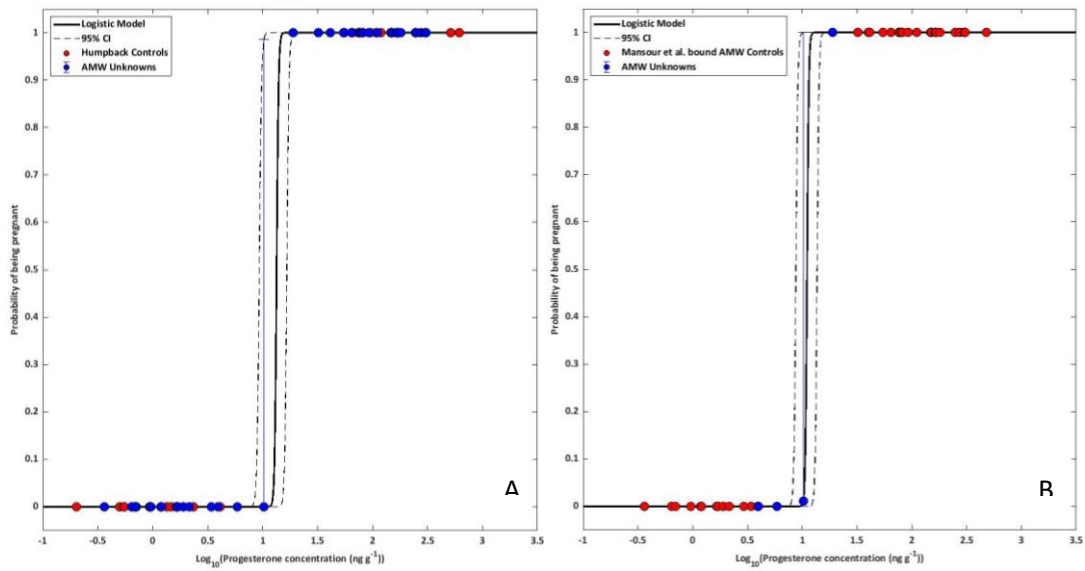 Logistic Model
95% CI
Humpback Controls
AMW Unknowns
1
0.9
0.8
0.7
0.6
0.5
0.4
0.3
0.2
0.1
0
Probability of being pregnant
-1 -0.5 0 0.5 1 1.5 2 2.5 3 3.5
Log10(Progesterone concentration (ng g-1))
A
Logistic Model
95% CI
Mansour et al. bound AMW Controls
AMW Unknowns
1
0.9
0.8
0.7
0.6
0.5
0.4
0.3
0.2
0.1
0
Probability of being pregnant
-1 -0.5 0 0.5 1 1.5 2 2.5 3 3.5
Log10(Progesterone concentration (ng g-1))
B